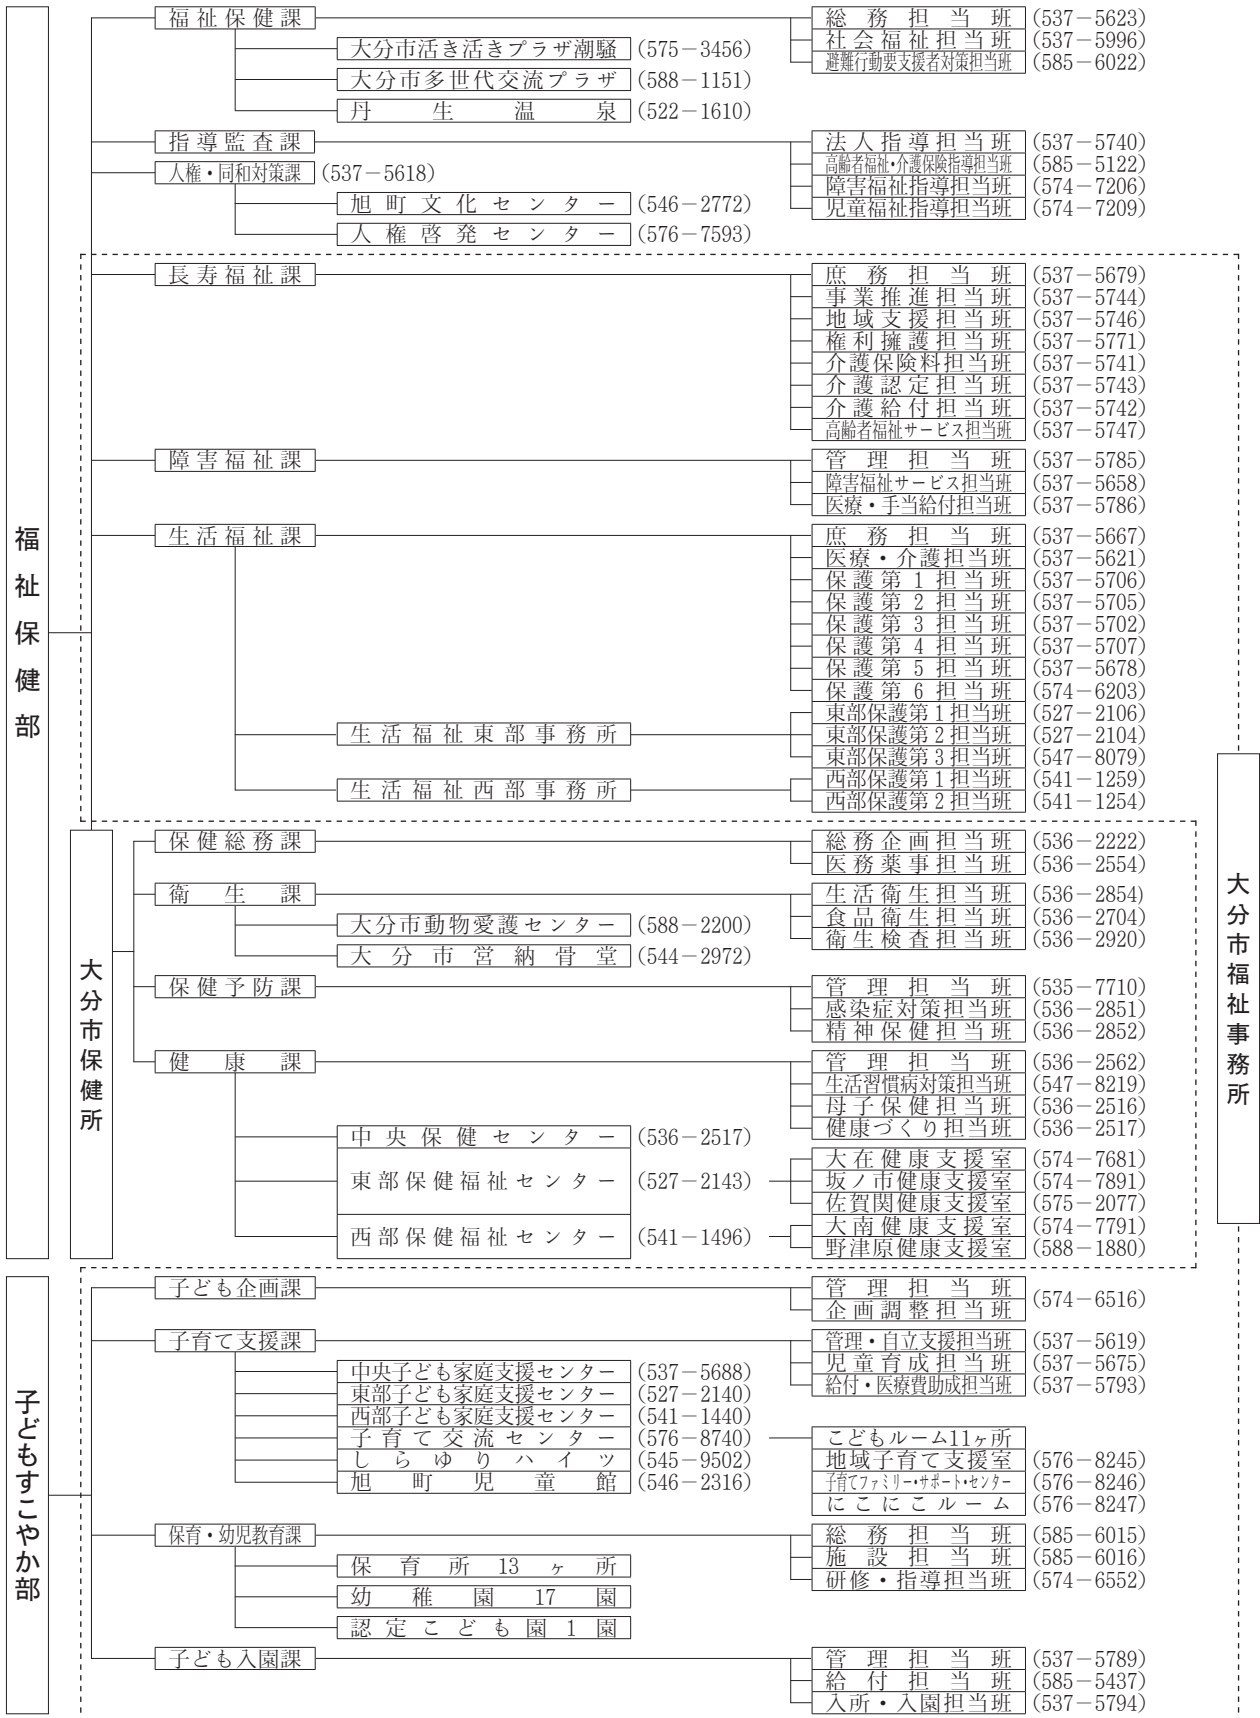 福祉保健部
福祉保健課
総務担当班 (537-5623)
社会福祉担当班 (537-5996)
避難行動要支援者対策担当班 (585-6022)
大分市活き活きプラザ潮騒 (575-3456)
大分市多世代交流プラザ (588-1151)
丹生温泉 (522-1610)
指導監査課
法人指導担当班 (537-5740)
高齢者福祉・介護保険指導担当班 (585-5122)
障害福祉指導担当班 (574-7206)
児童福祉指導担当班 (574-7209)
人権・同和対策課 (537-5618)
旭町文化センター (546-2772)
人権啓発センター (576-7593)
大分市福祉事務所
長寿福祉課
庶務担当班 (537-5679)
事業推進担当班 (537-5744)
地域支援担当班 (537-5746)
権利擁護担当班 (537-5771)
介護保険料担当班 (537-5741)
介護認定担当班 (537-5743)
介護給付担当班 (537-5742)
高齢者福祉サービス担当班 (537-5747)
障害福祉課
管理担当班 (537-5785)
障害福祉サービス担当班 (537-5658)
医療・手当給付担当班 (537-5786)
生活福祉課
庶務担当班 (537-5667)
医療・介護担当班 (537-5621)
保護第1担当班 (537-5706)
保護第2担当班 (537-5705)
保護第3担当班 (537-5702)
保護第4担当班 (537-5707)
保護第5担当班 (537-5678)
保護第6担当班 (574-6203)
生活福祉東部事務所
東部保護第1担当班 (527-2106)
東部保護第2担当班 (527-2104)
東部保護第3担当班 (547-8079)
生活福祉西部事務所
西部保護第1担当班 (541-1259)
西部保護第2担当班 (541-1254)
大分市保健所
保健総務課
総務企画担当班 (536-2222)
医務薬事担当班 (536-2554)
衛生課
生活衛生担当班 (536-2854)
食品衛生担当班 (536-2704)
衛生検査担当班 (536-2920)
大分市動物愛護センター (588-2200)
大分市営納骨堂 (544-2972)
保健予防課
管理担当班 (535-7710)
感染症対策担当班 (536-2851)
精神保健担当班 (536-2852)
健康課
管理担当班 (536-2562)
生活習慣病対策担当班 (547-8219)
母子保健担当班 (536-2516)
健康づくり担当班 (536-2517)
中央保健センター (536-2517)
東部保健福祉センター (527-2143)
大在健康支援室 (574-7681)
坂ノ市健康支援室 (574-7891)
佐賀関健康支援室 (575-2077)
西部保健福祉センター (541-1496)
大南健康支援室 (574-7791)
野津原健康支援室 (588-1880)
子どもすこやか部
子ども企画課
管理担当班
企画調整担当班 (574-6516)
子育て支援課
管理・自立支援担当班 (537-5619)
児童育成担当班 (537-5675)
給付・医療費助成担当班 (537-5793)
中央子ども家庭支援センター (537-5688)
東部子ども家庭支援センター (527-2140)
西部子ども家庭支援センター (541-1440)
子育て交流センター (576-8740)
こどもルーム11ヶ所
地域子育て支援室 (576-8245)
子育てファミリー・サポート・センター (576-8246)
にこにこルーム (576-8247)
しらゆりハイツ (545-9502)
旭町児童館 (546-2316)
保育・幼児教育課
総務担当班 (585-6015)
施設担当班 (585-6016)
研修・指導担当班 (574-6552)
保育所13ヶ所
幼稚園17園
認定こども園1園
子ども入園課
管理担当班 (537-5789)
給付担当班 (585-5437)
入所・入園担当班 (537-5794)